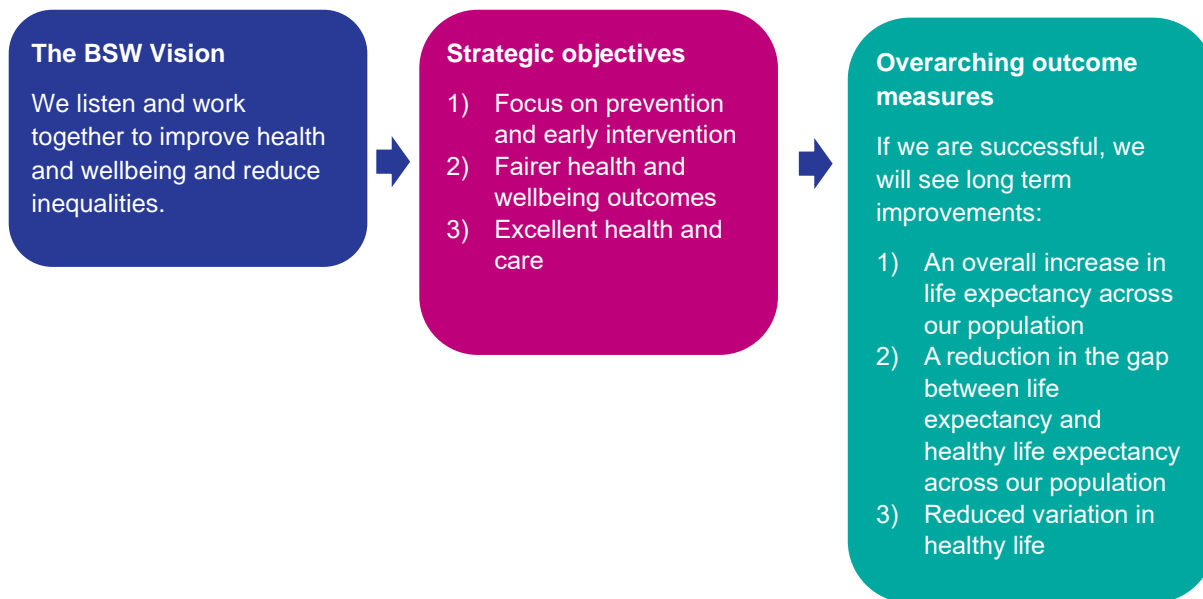 The BSW Vision
We listen and work
together to improve health
and wellbeing and reduce
inequalities.
Strategic objectives
1) Focus on prevention
and early intervention
2) Fairer health and
wellbeing outcomes
3) Excellent health and
care
Overarching outcome
measures
If we are successful, we
will see long term
improvements:
1) An overall increase in
life expectancy across
our population
2) A reduction in the gap
between life
expectancy and
healthy life expectancy
across our population
3) Reduced variation in
healthy life